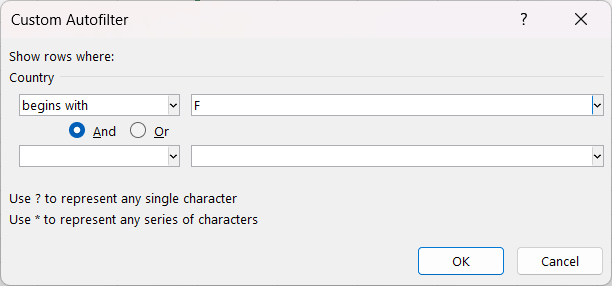 Custom Autofilter ?
Show rows where:
Country
begins with F
And Or
Use ? to represent any single character
Use * to represent any series of characters
OK Cancel